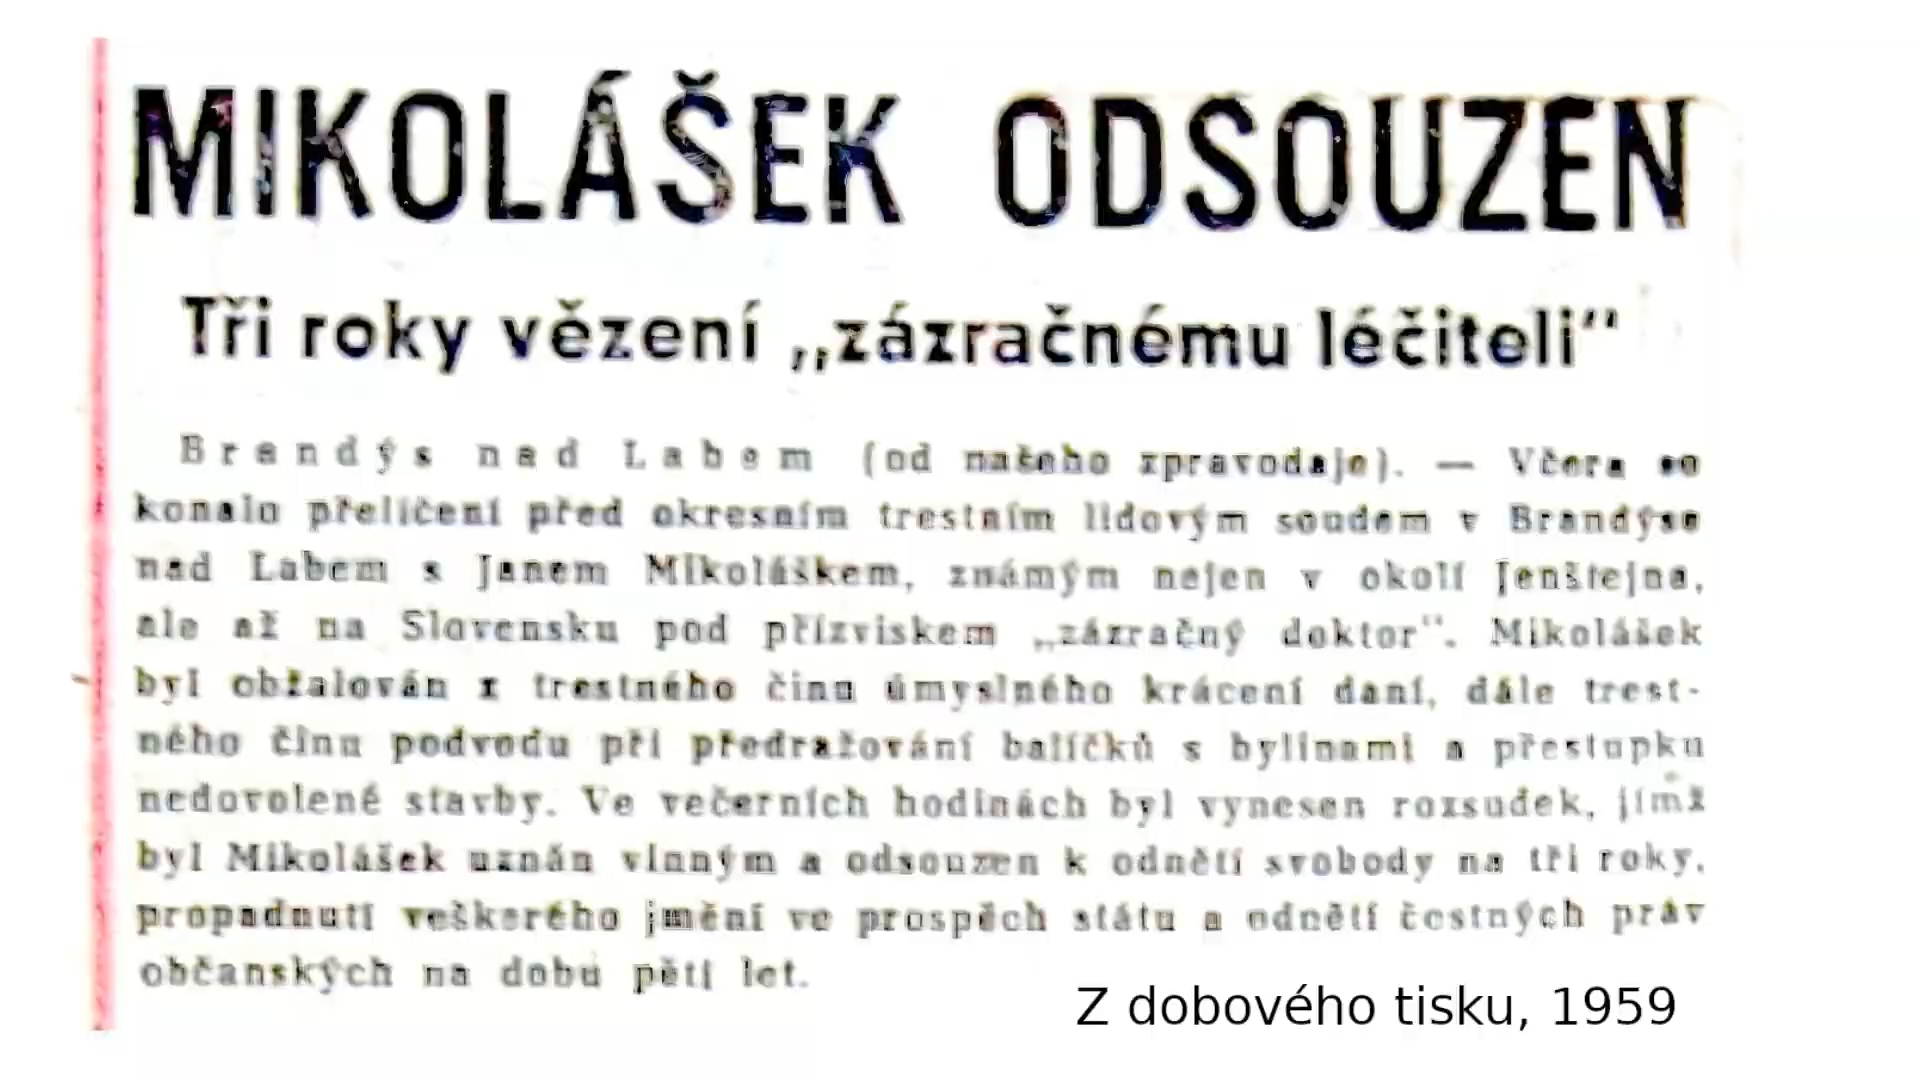 MIKOLÁŠEK ODSOUZEN
Tři roky vězení „zázračnému léčiteli“
Brandýs nad Labem (od našeho zpravodaje). — Včera se
konalo přelíčení před okresním trestním lidovým soudem v Brandýse
nad Labem s Janem Mikoláškem, známým nejen v okolí Jenštejna,
ale až na Slovensku pod přízviskem „zázračný doktor“. Mikolášek
byl obžalován z trestného činu úmyslného krácení daní, dále trest-
ného činu podvodu při předražování balíčků s bylinami a přestupku
nedovolené stavby. Ve večerních hodinách byl vynesen rozsudek, jímž
byl Mikolášek uznán vinným a odsouzen k odnětí svobody na tři roky,
propadnutí veškerého jmění ve prospěch státu a odnětí čestných práv
občanských na dobu pěti let.
Z dobového tisku, 1959